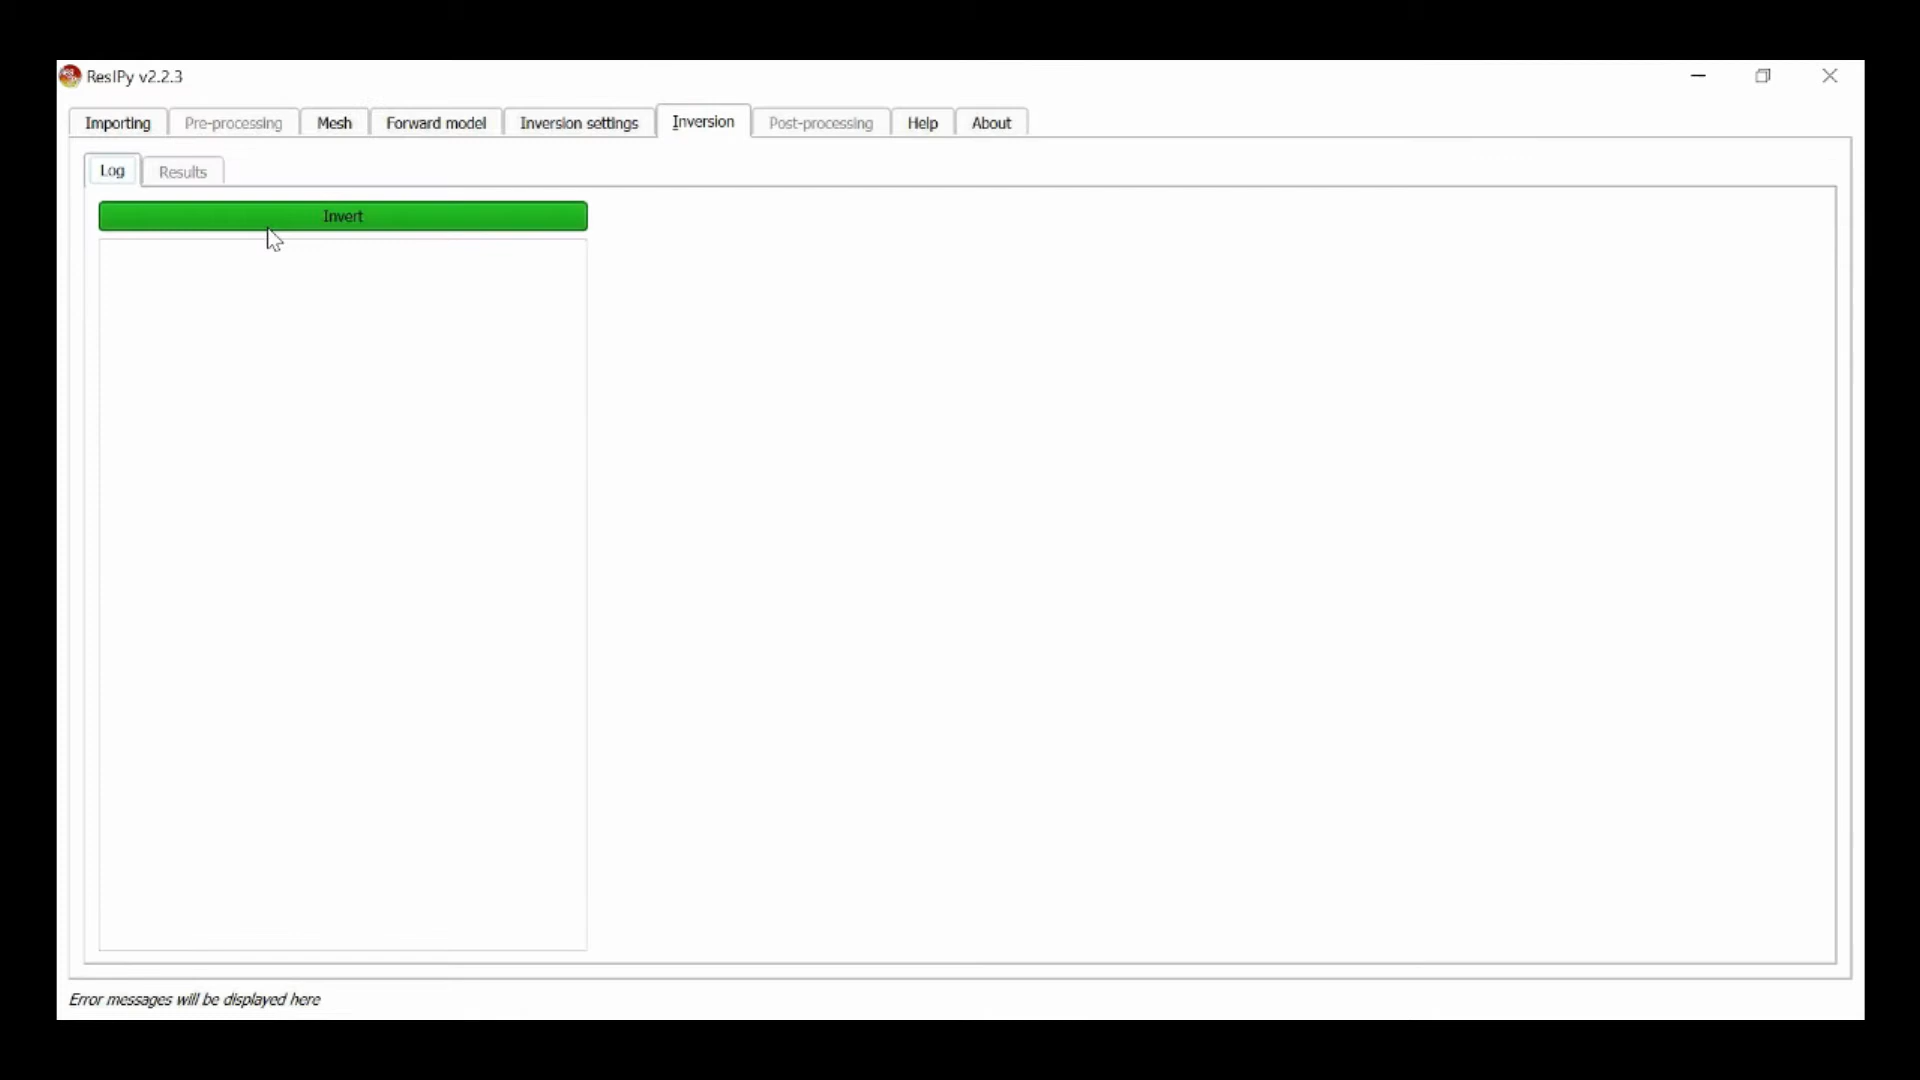 ResIPy v2.2.3
Importing Pre-processing Mesh Forward model Inversion settings Inversion Post-processing Help About
Log Results
Invert
Error messages will be displayed here